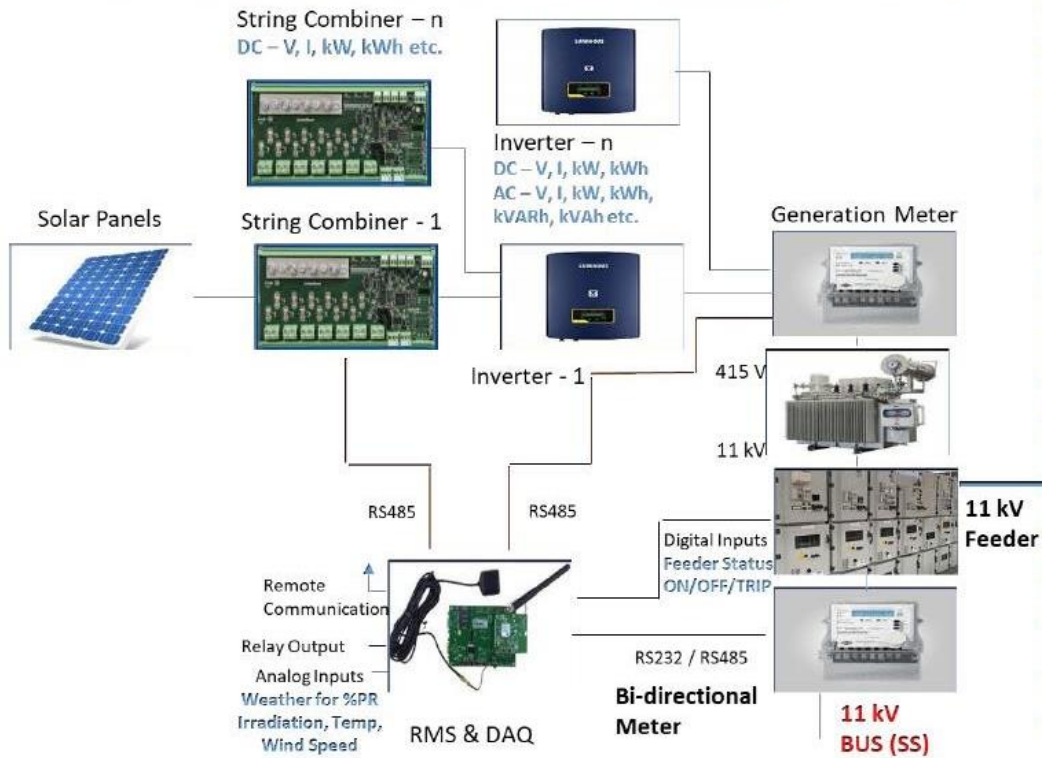 String Combiner – n
DC – V, I, kW, kWh etc.
LUMINOUS
Inverter – n
DC – V, I, kW, kWh
AC – V, I, kW, kWh,
kVARh, kVAh etc.
Solar Panels
String Combiner - 1
Generation Meter
LUMINOUS
Inverter - 1
415 V
11 kV
RS485
RS485
11 kV
Feeder
Digital Inputs
Feeder Status
ON/OFF/TRIP
Remote
Communication
Relay Output
Analog Inputs
Weather for %PR
Irradiation, Temp,
Wind Speed
RMS & DAQ
RS232 / RS485
Bi-directional
Meter
11 kV
BUS (SS)